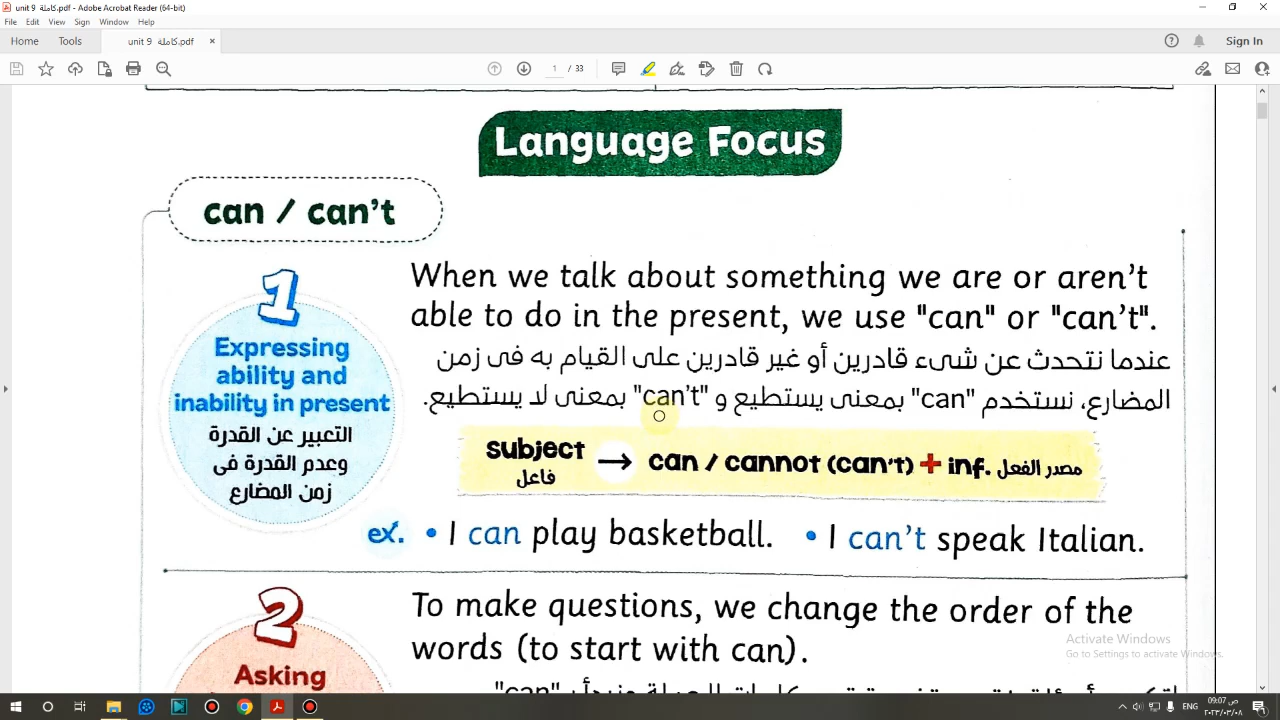 unit 9 كاملة.pdf - Adobe Acrobat Reader (64-bit)
File Edit View Sign Window Help
Home Tools unit 9 كاملة.pdf × Sign In
1 / 33
Language Focus
can / can't
1
Expressing
ability and
inability in present
التعبير عن القدرة
وعدم القدرة فى
زمن المضارع
When we talk about something we are or aren't
able to do in the present, we use "can" or "can't".
عندما نتحدث عن شىء قادرين أو غير قادرين على القيام به فى زمن
المضارع، نستخدم "can" بمعنى يستطيع و "can't" بمعنى لا يستطيع.
subject → can / cannot (can't) + inf. مصدر الفعل
فاعل
ex. • I can play basketball. • I can't speak Italian.
2
Asking
To make questions, we change the order of the
words (to start with can).
"can"
Activate Windows
Go to Settings to activate Windows.
ENG
09:07 ص
٢٠٢٣/٠٣/٠٨